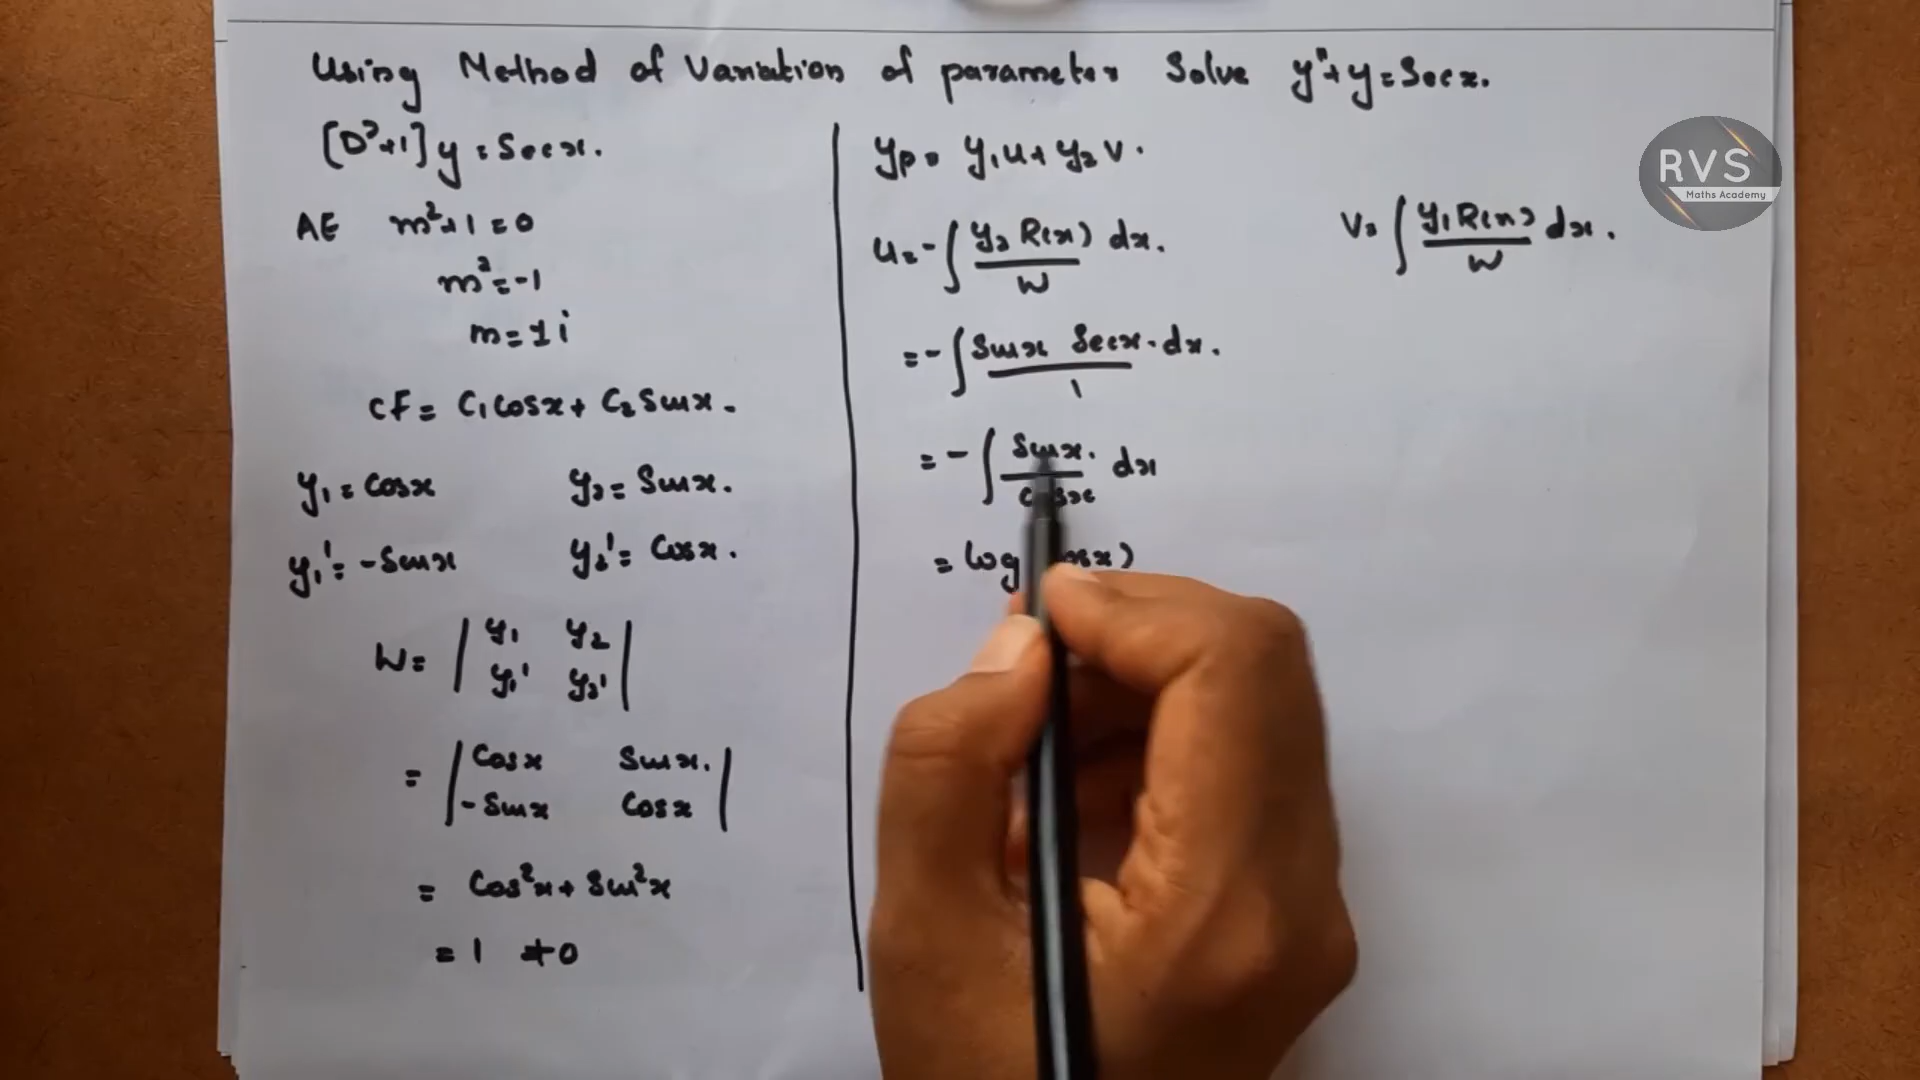 Using Method of Variation of parameter Solve y"+y=Secx.
[D²+1]y=Secx.
AE m²+1=0
m²=-1
m=±i
CF= C₁Cosx+ C₂Sinx.
y₁=Cosx y₂=Sinx.
y₁'=-Sinx y₂'=Cosx.
W= | y₁ y₂ |
| y₁' y₂' |
= | Cosx Sinx. |
| -Sinx Cosx |
= Cos²x+Sin²x
= 1 ≠0
yp= y₁u+y₂v.
u=-∫ y₂R(x)/W dx.
=-∫ Sinx Secx/1 .dx.
=-∫ Sinx./Cosx dx
= log
V=∫ y₁R(x)/W dx.
RVS
Maths Academy